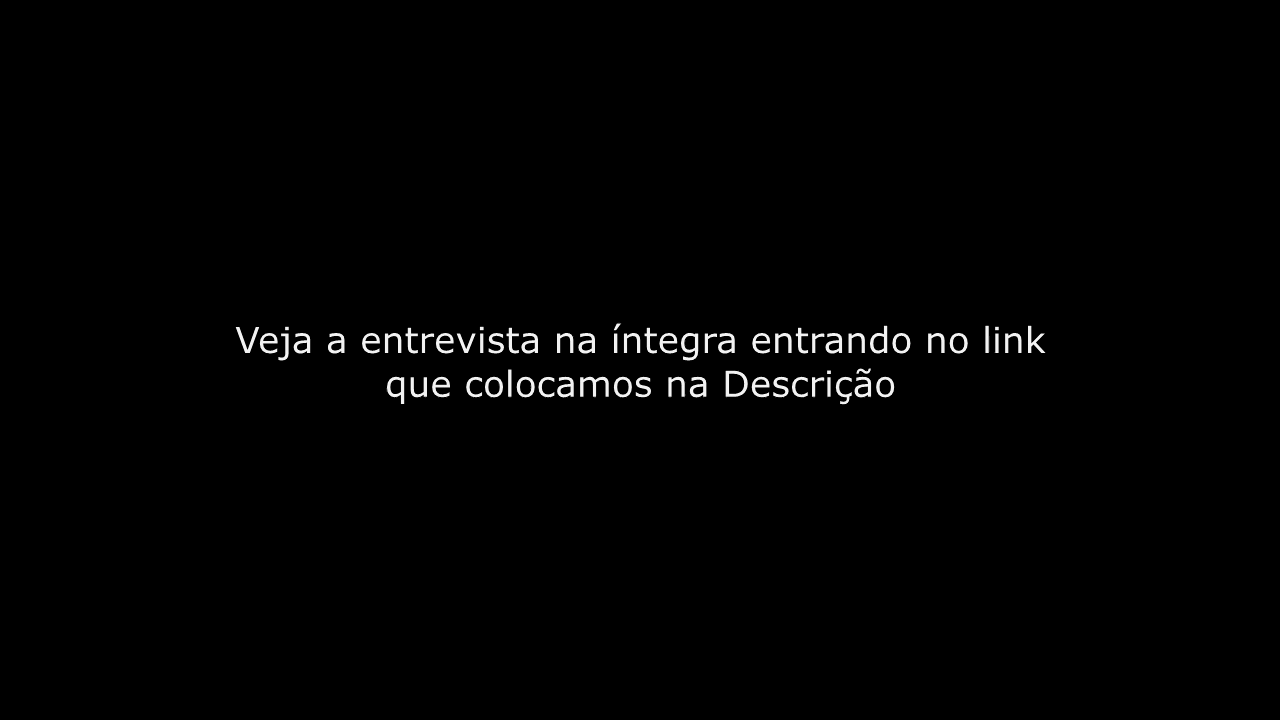 Veja a entrevista na íntegra entrando no link
que colocamos na Descrição